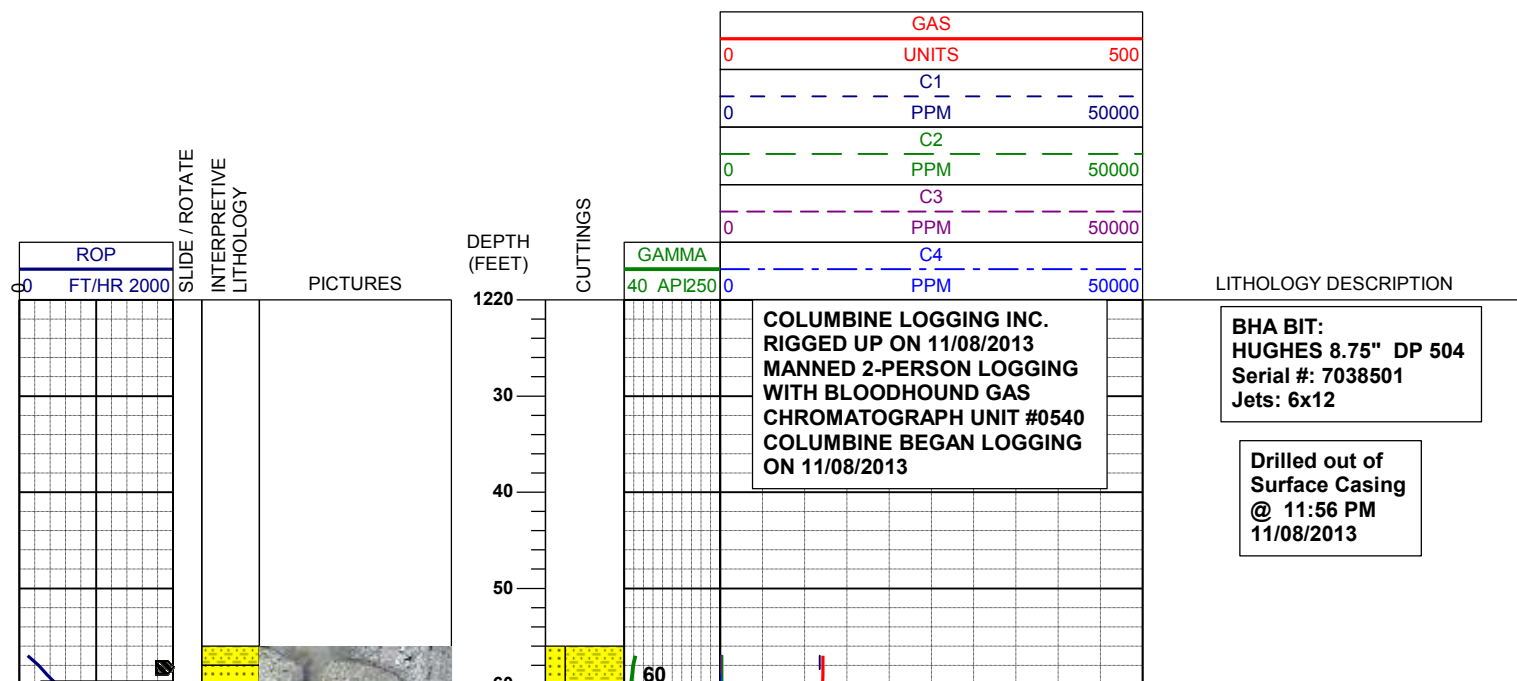 GAS
0 UNITS 500
C1
0 PPM 50000
C2
0 PPM 50000
C3
0 PPM 50000
C4
0 PPM 50000
ROP
0 FT/HR 2000
0
SLIDE / ROTATE
INTERPRETIVE
LITHOLOGY
PICTURES
DEPTH
(FEET)
CUTTINGS
GAMMA
40 API250
LITHOLOGY DESCRIPTION
1220
30
40
50
60
60
COLUMBINE LOGGING INC.
RIGGED UP ON 11/08/2013
MANNED 2-PERSON LOGGING
WITH BLOODHOUND GAS
CHROMATOGRAPH UNIT #0540
COLUMBINE BEGAN LOGGING
ON 11/08/2013
BHA BIT:
HUGHES 8.75" DP 504
Serial #: 7038501
Jets: 6x12
Drilled out of
Surface Casing
@ 11:56 PM
11/08/2013